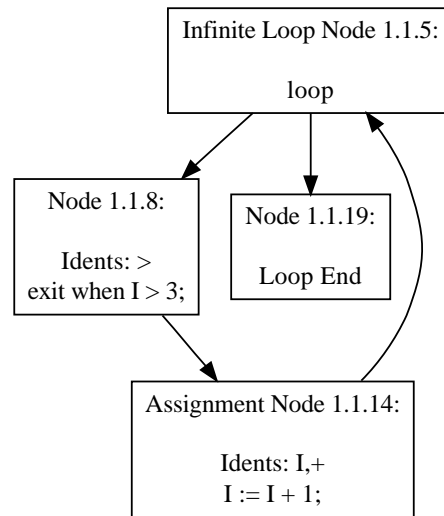 Infinite Loop Node 1.1.5:
loop
Node 1.1.8:
Idents: >
exit when I > 3;
Node 1.1.19:
Loop End
Assignment Node 1.1.14:
Idents: I,+
I := I + 1;